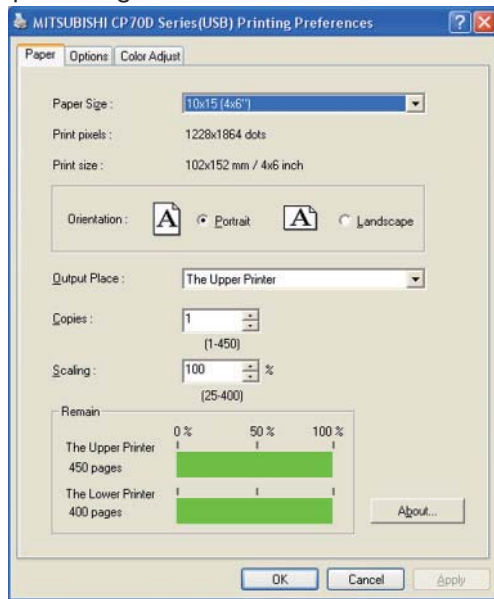 MITSUBISHI CP70D Series(USB) Printing Preferences
Paper Options Color Adjust
Paper Size : 10x15 (4x6")
Print pixels : 1228x1864 dots
Print size : 102x152 mm / 4x6 inch
Orientation : A Portrait A Landscape
Output Place : The Upper Printer
Copies : 1
(1-450)
Scaling : 100 %
(25-400)
Remain
0 % 50 % 100 %
The Upper Printer
450 pages
The Lower Printer
400 pages
About...
OK Cancel Apply